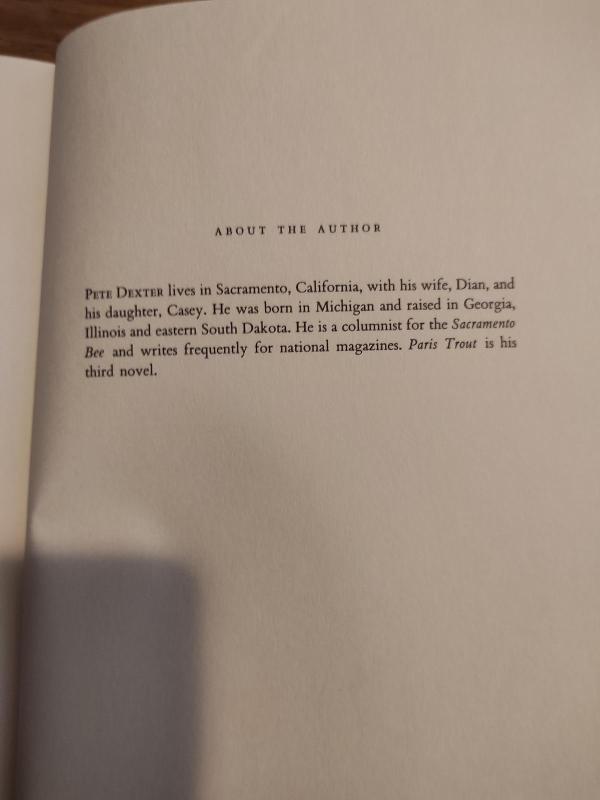 ABOUT THE AUTHOR
PETE DEXTER lives in Sacramento, California, with his wife, Dian, and
his daughter, Casey. He was born in Michigan and raised in Georgia,
Illinois and eastern South Dakota. He is a columnist for the Sacramento
Bee and writes frequently for national magazines. Paris Trout is his
third novel.